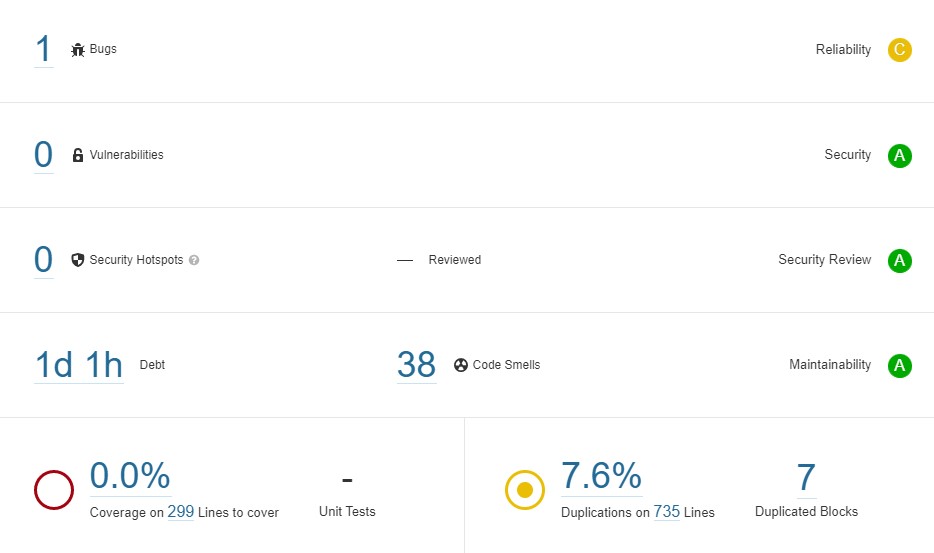 1 Bugs Reliability C
0 Vulnerabilities Security A
0 Security Hotspots ? — Reviewed Security Review A
1d 1h Debt 38 Code Smells Maintainability A
0.0% - 7.6% 7
Coverage on 299 Lines to cover Unit Tests Duplications on 735 Lines Duplicated Blocks